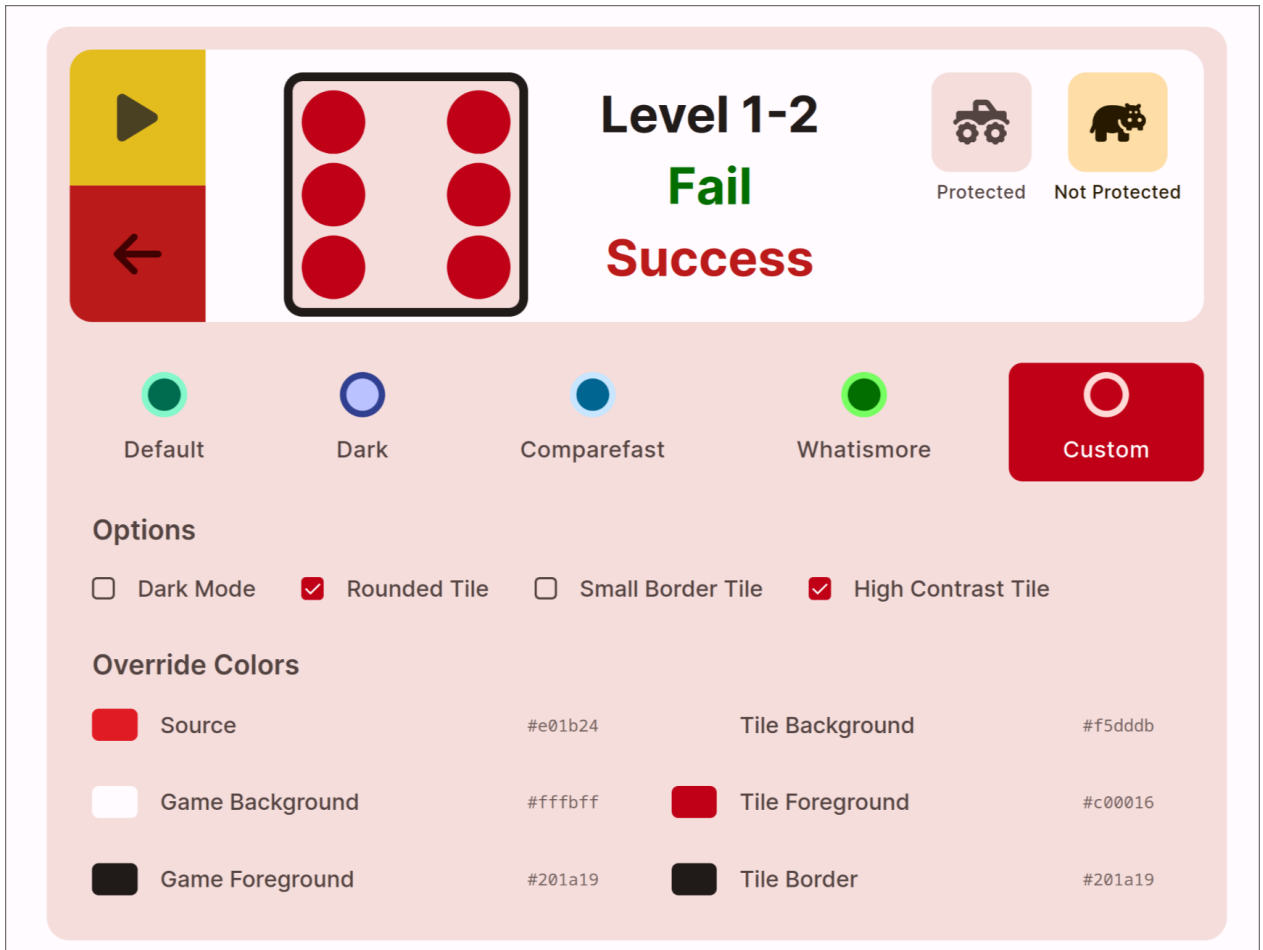 Level 1-2
Fail
Success
Protected
Not Protected
Default
Dark
Comparefast
Whatismore
Custom
Options
Dark Mode
Rounded Tile
Small Border Tile
High Contrast Tile
Override Colors
Source #e01b24
Tile Background #f5dddb
Game Background #fffbff
Tile Foreground #c00016
Game Foreground #201a19
Tile Border #201a19